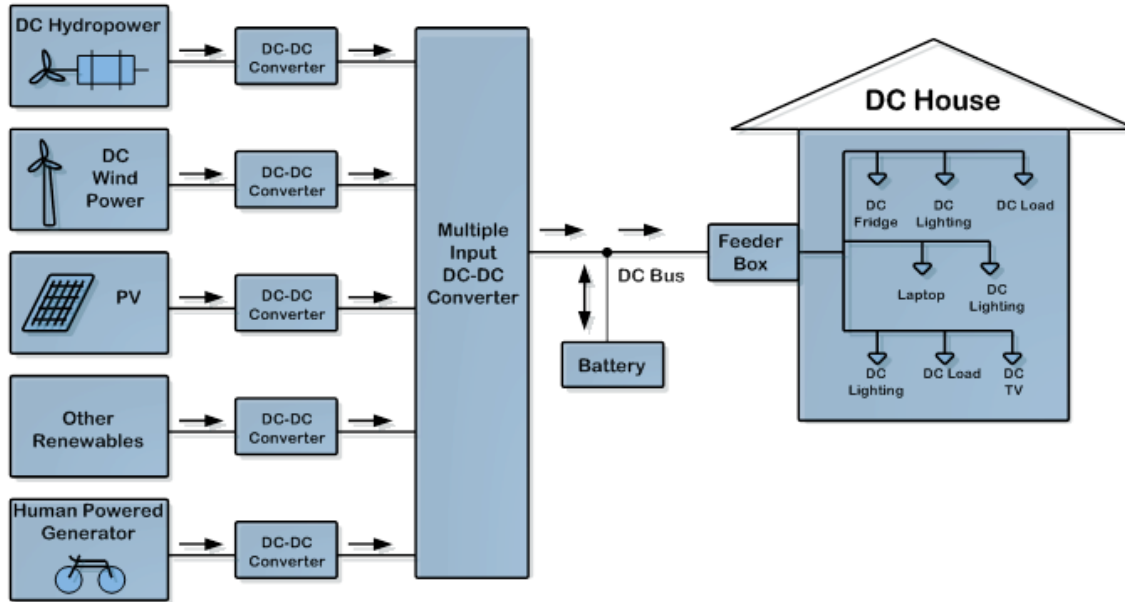 DC Hydropower
DC-DC
Converter
DC
Wind
Power
DC-DC
Converter
PV
DC-DC
Converter
Other
Renewables
DC-DC
Converter
Human Powered
Generator
DC-DC
Converter
Multiple
Input
DC-DC
Converter
DC Bus
Battery
Feeder
Box
DC House
DC
Fridge
DC
Lighting
DC Load
Laptop
DC
Lighting
DC
Lighting
DC Load
DC
TV